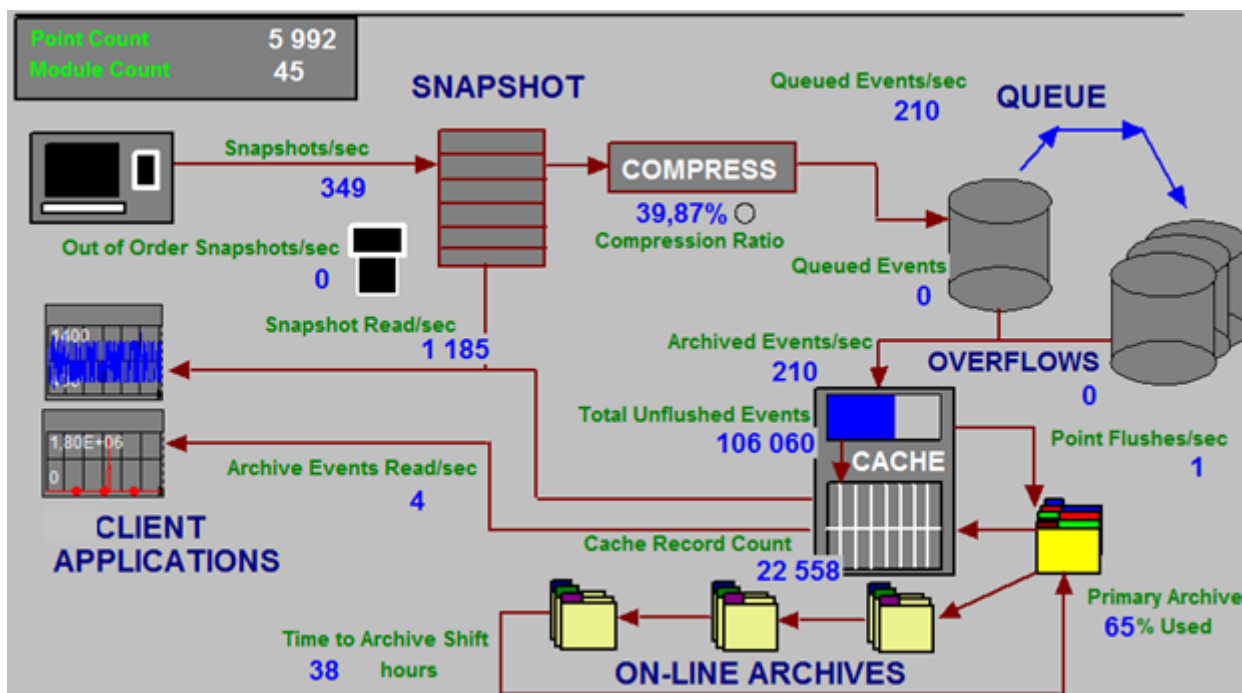 Point Count 5 992
Module Count 45
SNAPSHOT
Queued Events/sec
210
QUEUE
Snapshots/sec
349
COMPRESS
39,87%
Compression Ratio
Out of Order Snapshots/sec
0
Queued Events
0
Snapshot Read/sec
1 185
1400
Archived Events/sec
210
OVERFLOWS
0
Total Unflushed Events
106 060
CACHE
Point Flushes/sec
1
1,80E+06
0
Archive Events Read/sec
4
CLIENT
APPLICATIONS
Cache Record Count
22 558
Primary Archive
65% Used
Time to Archive Shift
38 hours
ON-LINE ARCHIVES